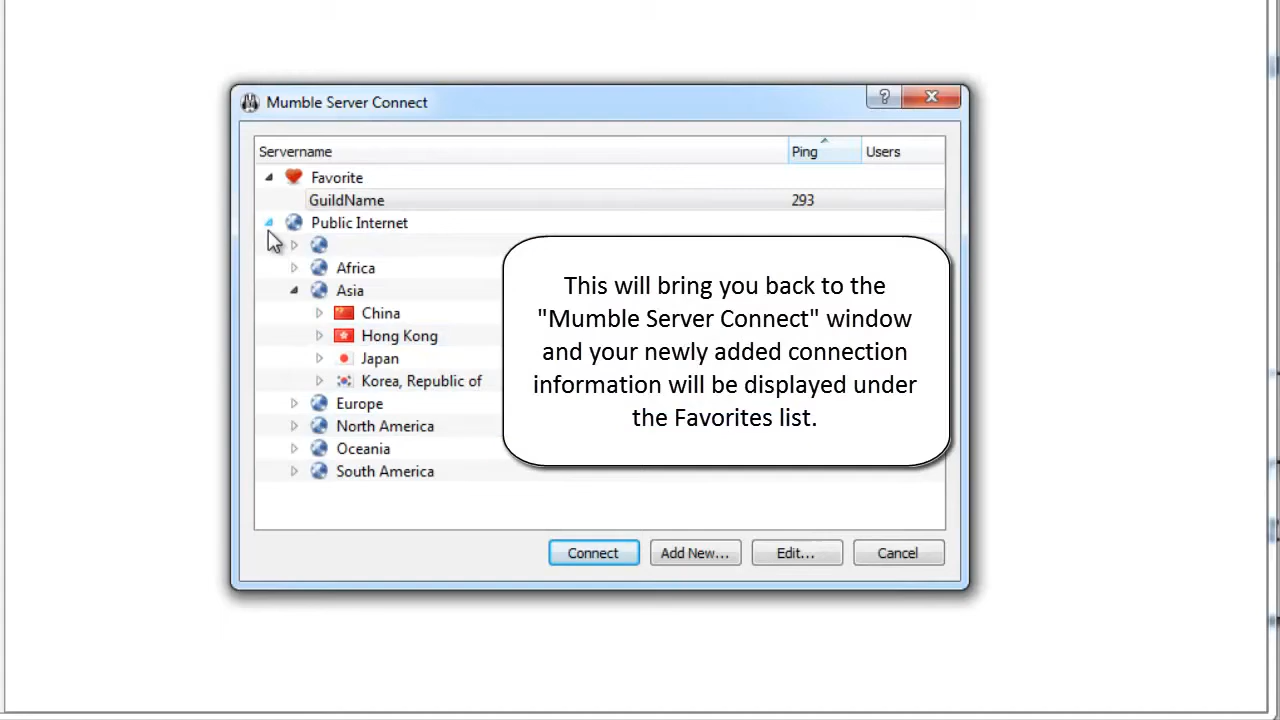 Mumble Server Connect
?
Servername Ping Users
Favorite
GuildName 293
Public Internet
Africa
Asia
China
Hong Kong
Japan
Korea, Republic of
Europe
North America
Oceania
South America
This will bring you back to the
"Mumble Server Connect" window
and your newly added connection
information will be displayed under
the Favorites list.
Connect Add New... Edit... Cancel